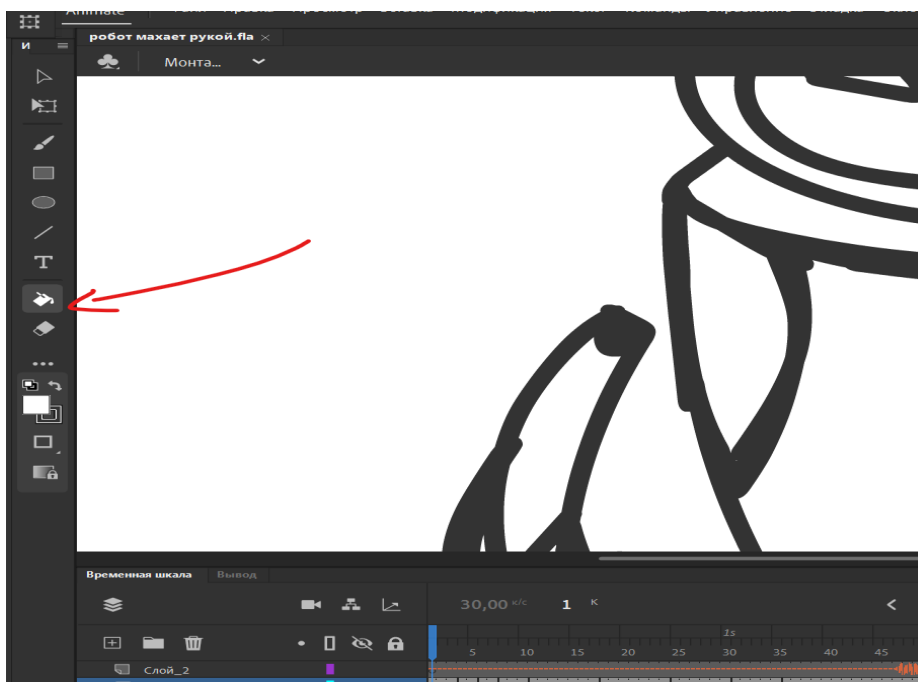 Animate
И
робот махает рукой.fla ×
Монта...
T
Временная шкала Вывод
30,00 к/с 1 К
1s
5 10 15 20 25 30 35 40 45
Слой_2